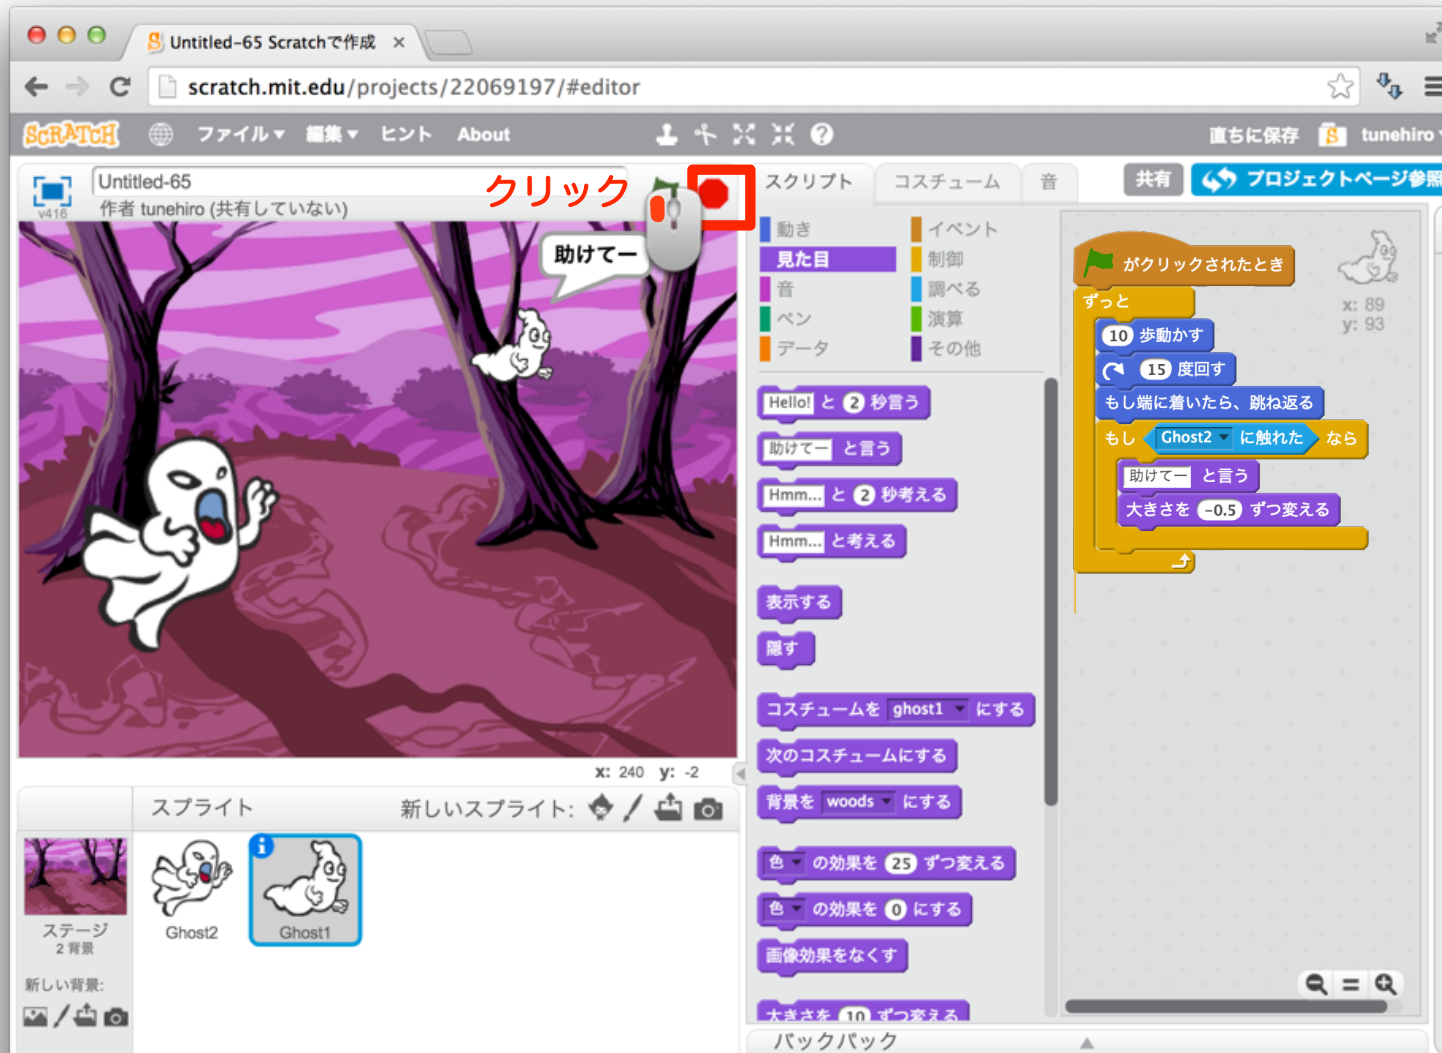 Untitled-65 Scratchで作成
scratch.mit.edu/projects/22069197/#editor
SCRATCH ファイル 編集 ヒント About 直ちに保存 tunehiro
Untitled-65
v416
作者 tunehiro (共有していない)
クリック
スクリプト コスチューム 音 共有 プロジェクトページ参照
助けてー
動き イベント
見た目 制御
音 調べる
ペン 演算
データ その他
Hello! と 2 秒言う
助けてー と言う
Hmm... と 2 秒考える
Hmm... と考える
表示する
隠す
コスチュームを ghost1 にする
次のコスチュームにする
背景を woods にする
色 の効果を 25 ずつ変える
色 の効果を 0 にする
画像効果をなくす
大きさを 10 ずつ変える
がクリックされたとき
ずっと
10 歩動かす
15 度回す
もし端に着いたら、跳ね返る
もし Ghost2 に触れた なら
助けてー と言う
大きさを -0.5 ずつ変える
x: 89
y: 93
x: 240 y: -2
スプライト 新しいスプライト:
ステージ
2 背景
新しい背景:
Ghost2
Ghost1
バックパック